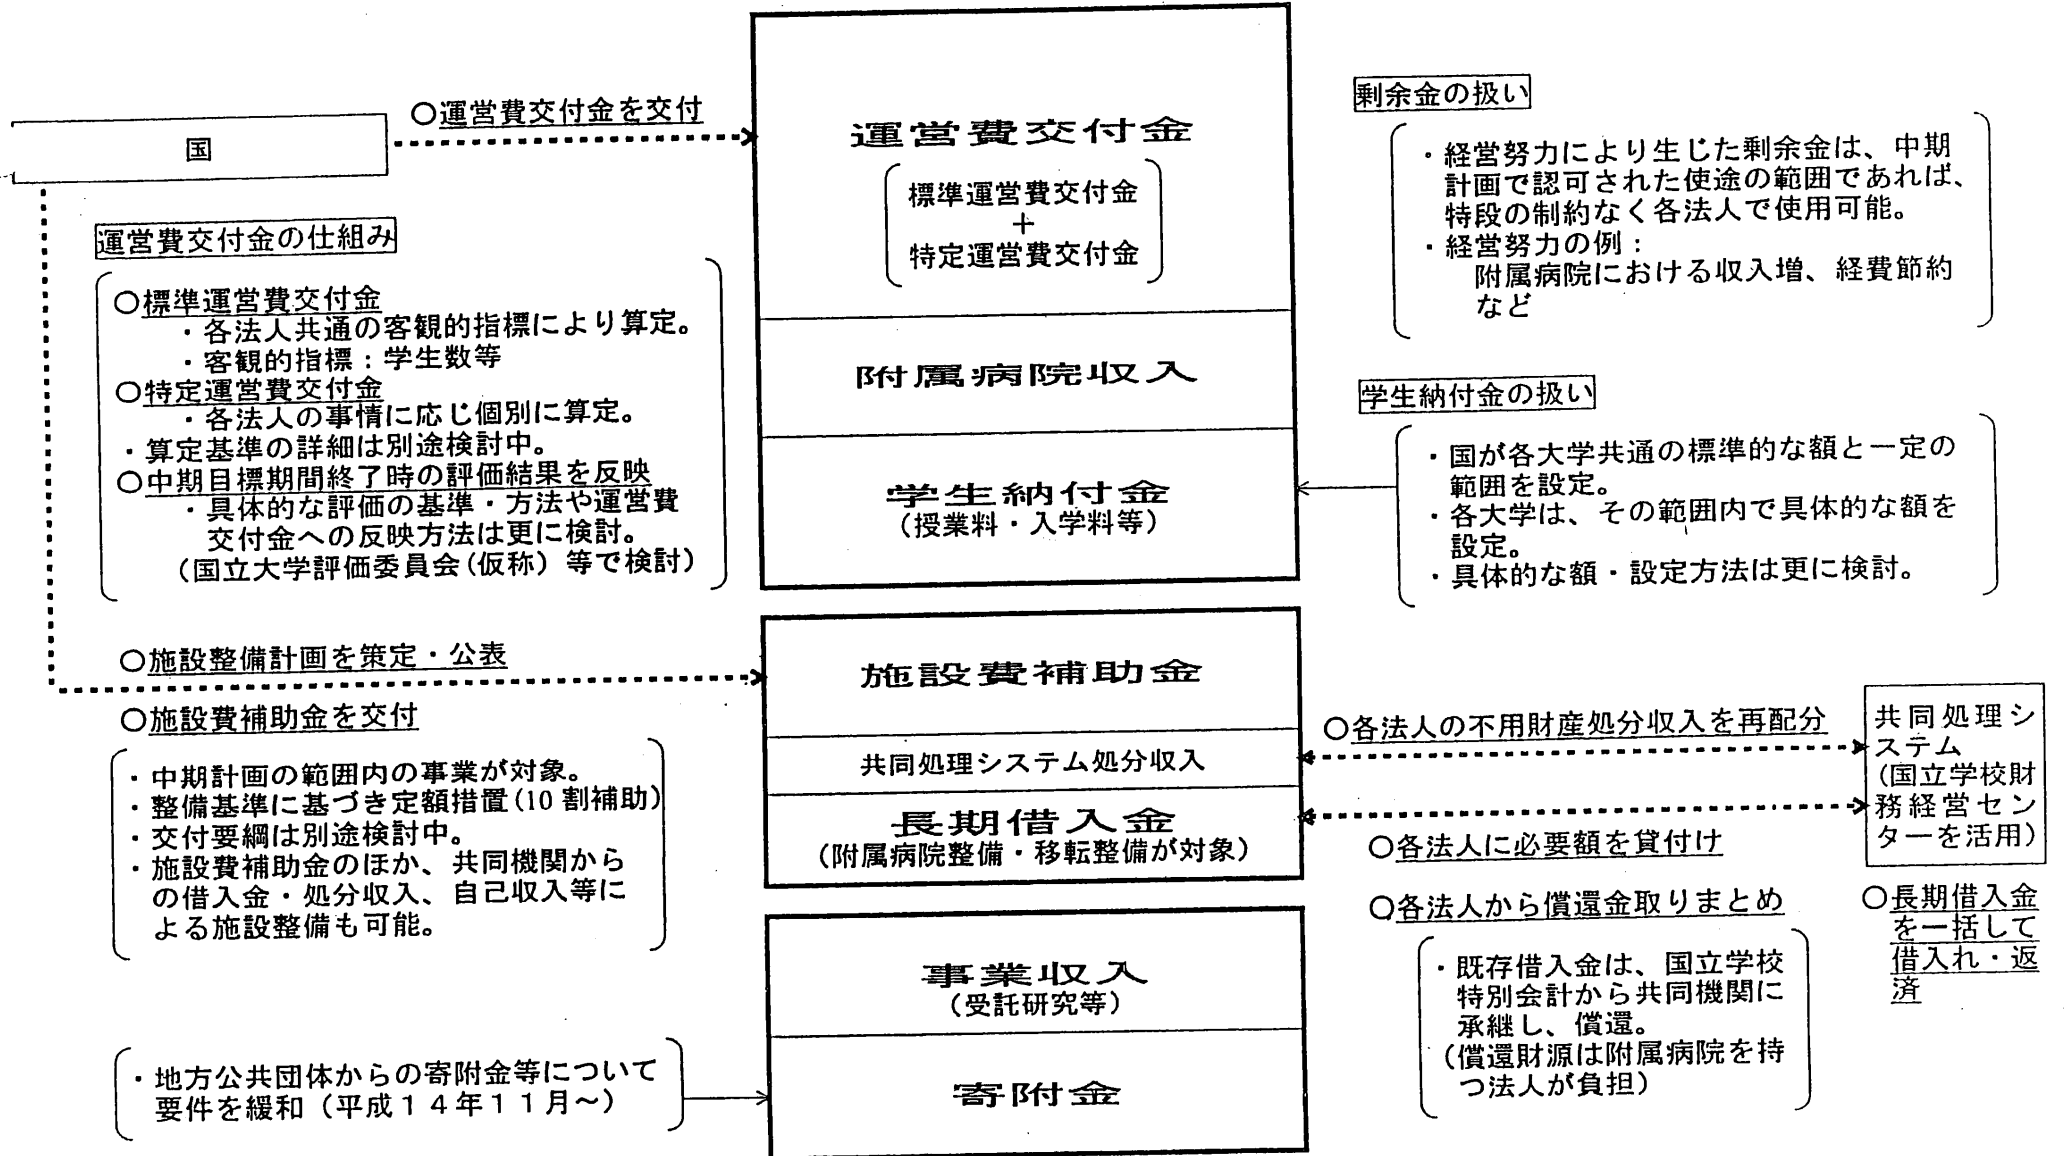 国
○運営費交付金を交付
運営費交付金の仕組み
○標準運営費交付金
・各法人共通の客観的指標により算定。
・客観的指標：学生数等
○特定運営費交付金
・各法人の事情に応じ個別に算定。
・算定基準の詳細は別途検討中。
○中期目標期間終了時の評価結果を反映
・具体的な評価の基準・方法や運営費
交付金への反映方法は更に検討。
（国立大学評価委員会（仮称）等で検討）
○施設整備計画を策定・公表
○施設費補助金を交付
・中期計画の範囲内の事業が対象。
・整備基準に基づき定額措置（10割補助）
・交付要綱は別途検討中。
・施設費補助金のほか、共同機関から
の借入金・処分収入、自己収入等に
よる施設整備も可能。
・地方公共団体からの寄附金等について
要件を緩和（平成１４年１１月～）
運営費交付金
標準運営費交付金
＋
特定運営費交付金
附属病院収入
学生納付金
（授業料・入学料等）
施設費補助金
共同処理システム処分収入
長期借入金
（附属病院整備・移転整備が対象）
事業収入
（受託研究等）
寄附金
剰余金の扱い
・経営努力により生じた剰余金は、中期
計画で認可された使途の範囲であれば、
特段の制約なく各法人で使用可能。
・経営努力の例：
附属病院における収入増、経費節約
など
学生納付金の扱い
・国が各大学共通の標準的な額と一定の
範囲を設定。
・各大学は、その範囲内で具体的な額を
設定。
・具体的な額・設定方法は更に検討。
○各法人の不用財産処分収入を再配分
○各法人に必要額を貸付け
○各法人から償還金取りまとめ
・既存借入金は、国立学校
特別会計から共同機関に
承継し、償還。
（償還財源は附属病院を持
つ法人が負担）
共同処理シ
ステム
（国立学校財
務経営セン
ターを活用）
○長期借入金
を一括して
借入れ・返
済